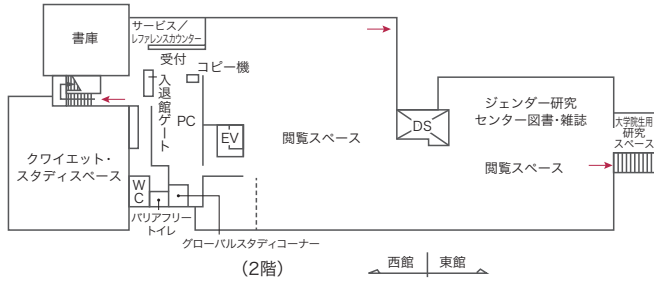 書庫
サービス／
レファレンスカウンター
受付
コピー機
入退館ゲート
PC
EV
閲覧スペース
DS
ジェンダー研究
センター図書・雑誌
閲覧スペース
大学院生用
研究
スペース
クワイエット・
スタディスペース
WC
バリアフリー
トイレ
グローバルスタディコーナー
（2階）
西館
東館